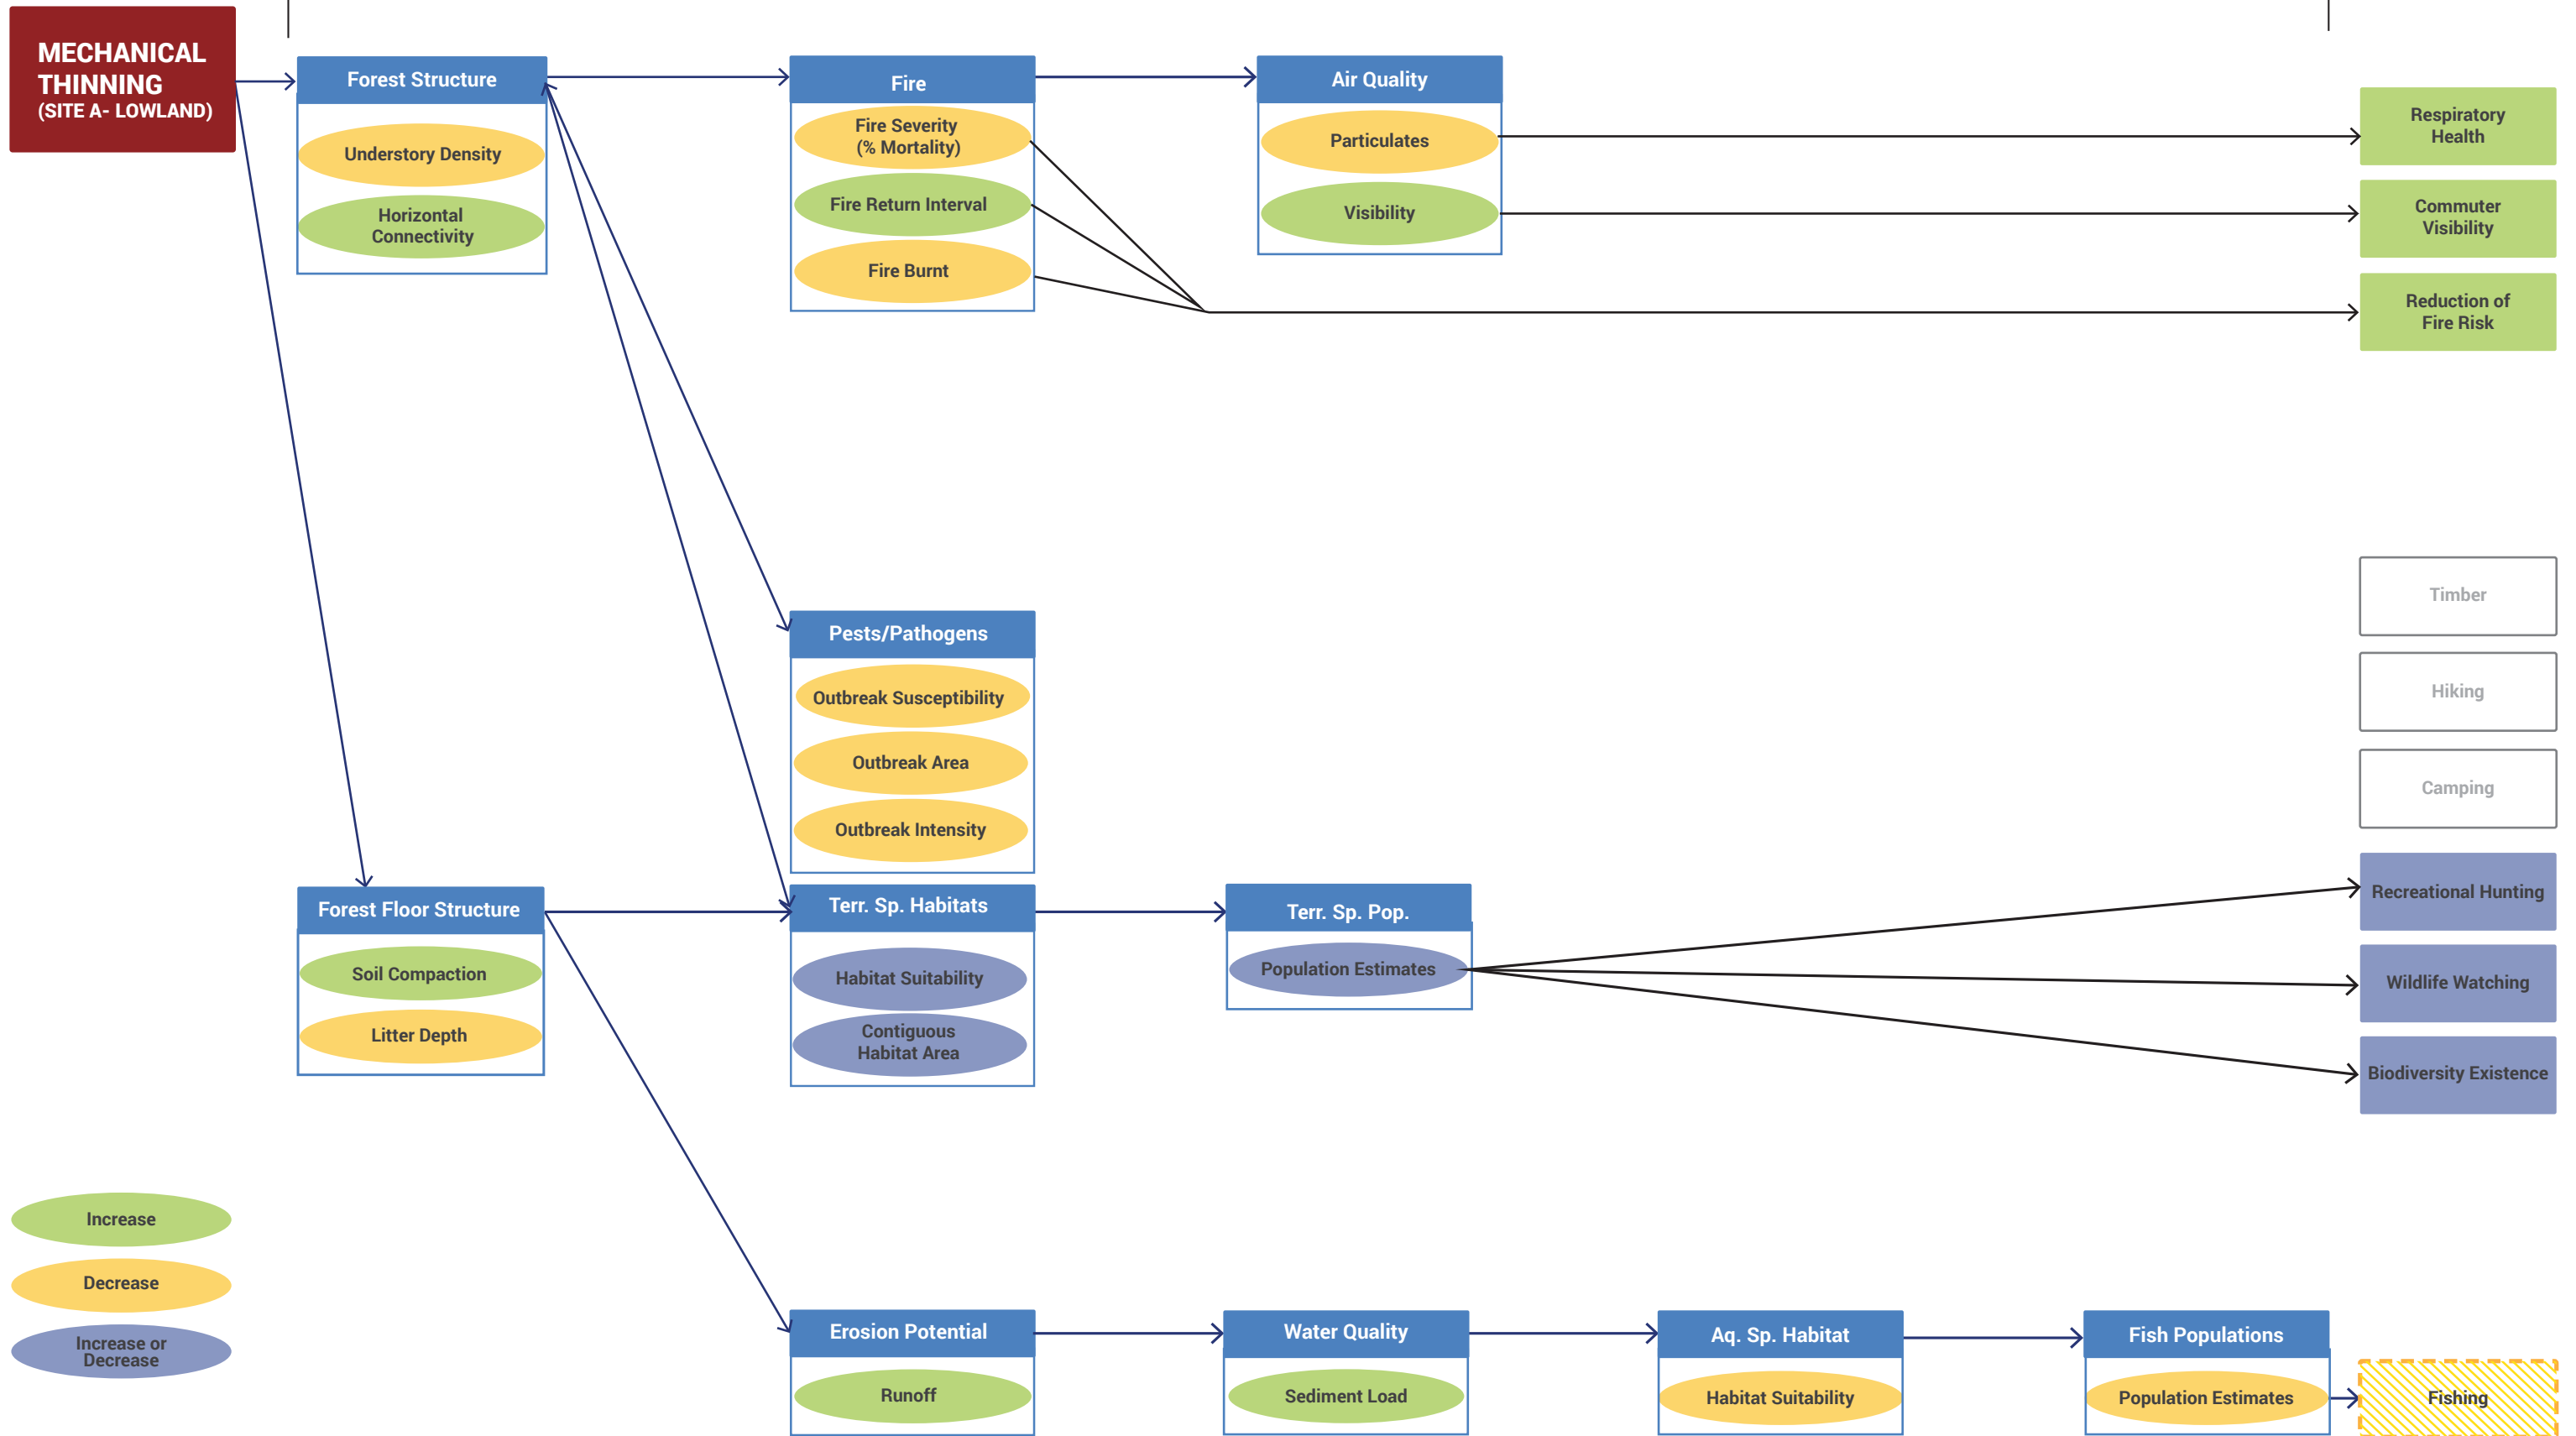 MECHANICAL
THINNING
(SITE A- LOWLAND)
Forest Structure
Understory Density
Horizontal
Connectivity
Fire
Fire Severity
(% Mortality)
Fire Return Interval
Fire Burnt
Air Quality
Particulates
Visibility
Respiratory
Health
Commuter
Visibility
Reduction of
Fire Risk
Pests/Pathogens
Outbreak Susceptibility
Outbreak Area
Outbreak Intensity
Timber
Hiking
Camping
Forest Floor Structure
Soil Compaction
Litter Depth
Terr. Sp. Habitats
Habitat Suitability
Contiguous
Habitat Area
Terr. Sp. Pop.
Population Estimates
Recreational Hunting
Wildlife Watching
Biodiversity Existence
Increase
Decrease
Increase or
Decrease
Erosion Potential
Runoff
Water Quality
Sediment Load
Aq. Sp. Habitat
Habitat Suitability
Fish Populations
Population Estimates
Fishing